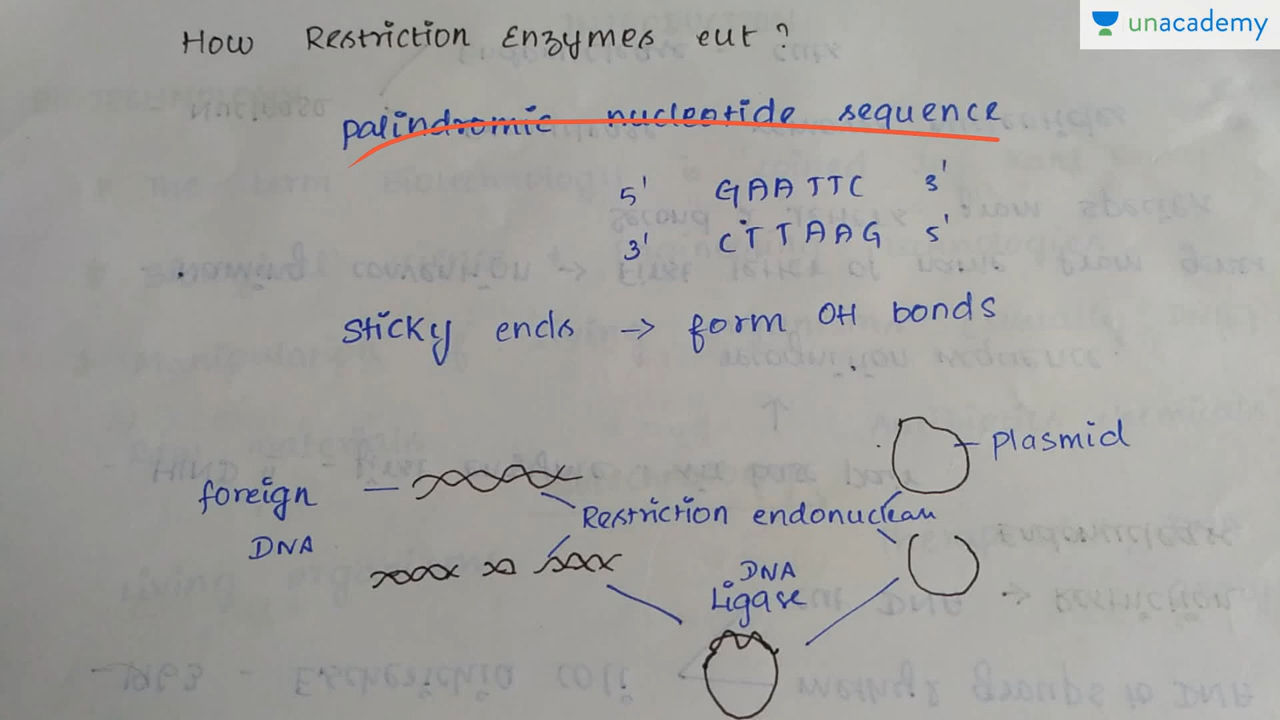 unacademy
How Restriction Enzymes cut ?
palindromic nucleotide sequence
5' GAATTC 3'
3' CTTAAG 5'
Sticky ends → form OH bonds
plasmid
foreign DNA
Restriction endonuclean
DNA Ligase